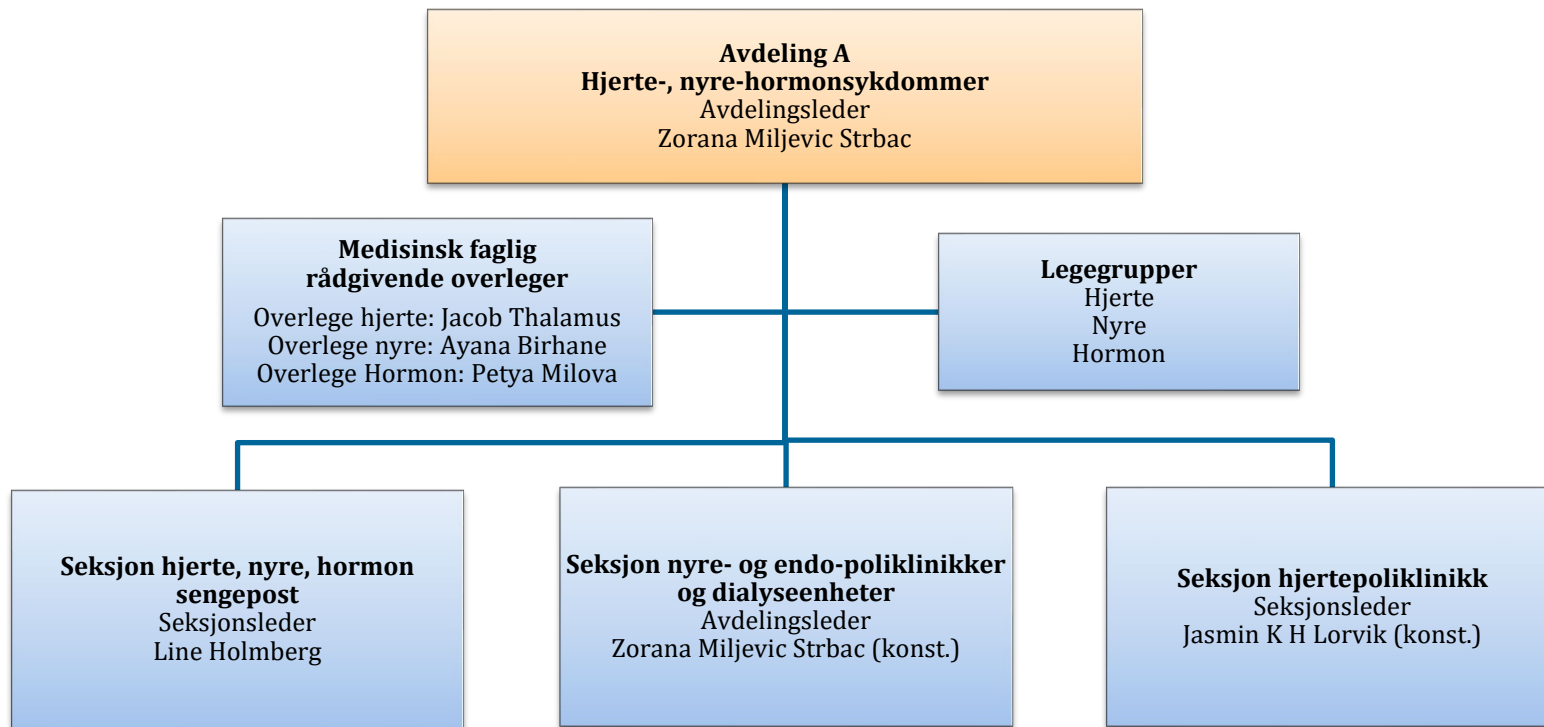 Avdeling A
Hjerte-, nyre-hormonsykdommer
Avdelingsleder
Zorana Miljevic Strbac
Medisinsk faglig
rådgivende overleger
Overlege hjerte: Jacob Thalamus
Overlege nyre: Ayana Birhane
Overlege Hormon: Petya Milova
Legegrupper
Hjerte
Nyre
Hormon
Seksjon hjerte, nyre, hormon
sengepost
Seksjonsleder
Line Holmberg
Seksjon nyre- og endo-poliklinikker
og dialyseenheter
Avdelingsleder
Zorana Miljevic Strbac (konst.)
Seksjon hjertepoliklinikk
Seksjonsleder
Jasmin K H Lorvik (konst.)